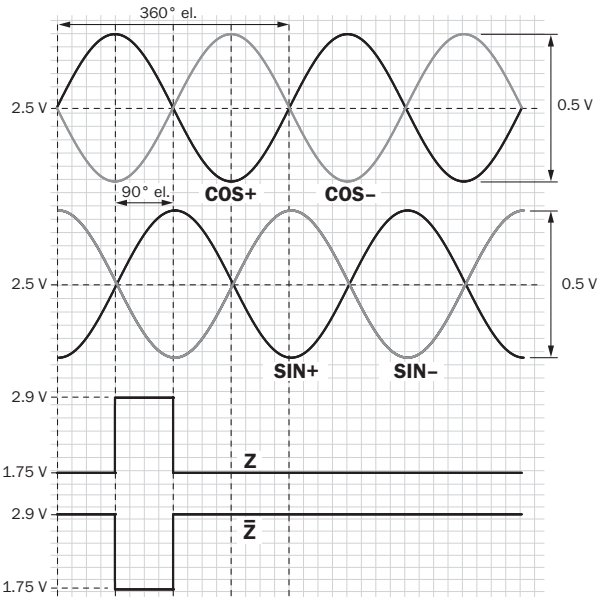 360° el.
2.5 V
0.5 V
90° el.
COS+
COS–
2.5 V
0.5 V
SIN+
SIN–
2.9 V
Z
1.75 V
2.9 V
Z̅
1.75 V